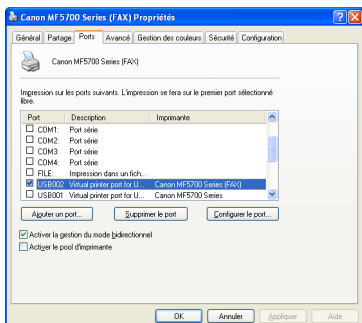 Canon MF5700 Series (FAX) Propriétés
Général Partage Ports Avancé Gestion des couleurs Sécurité Configuration
Canon MF5700 Series (FAX)
Impression sur les ports suivants. L'impression se fera sur le premier port sélectionné
libre.
Port Description Imprimante
COM1: Port série
COM2: Port série
COM3: Port série
COM4: Port série
FILE: Impression dans un fich...
USB002 Virtual printer port for U... Canon MF5700 Series (FAX)
USB001 Virtual printer port for U... Canon MF5700 Series
Ajouter un port... Supprimer le port Configurer le port...
Activer la gestion du mode bidirectionnel
Activer le pool d'imprimante
OK Annuler Appliquer Aide